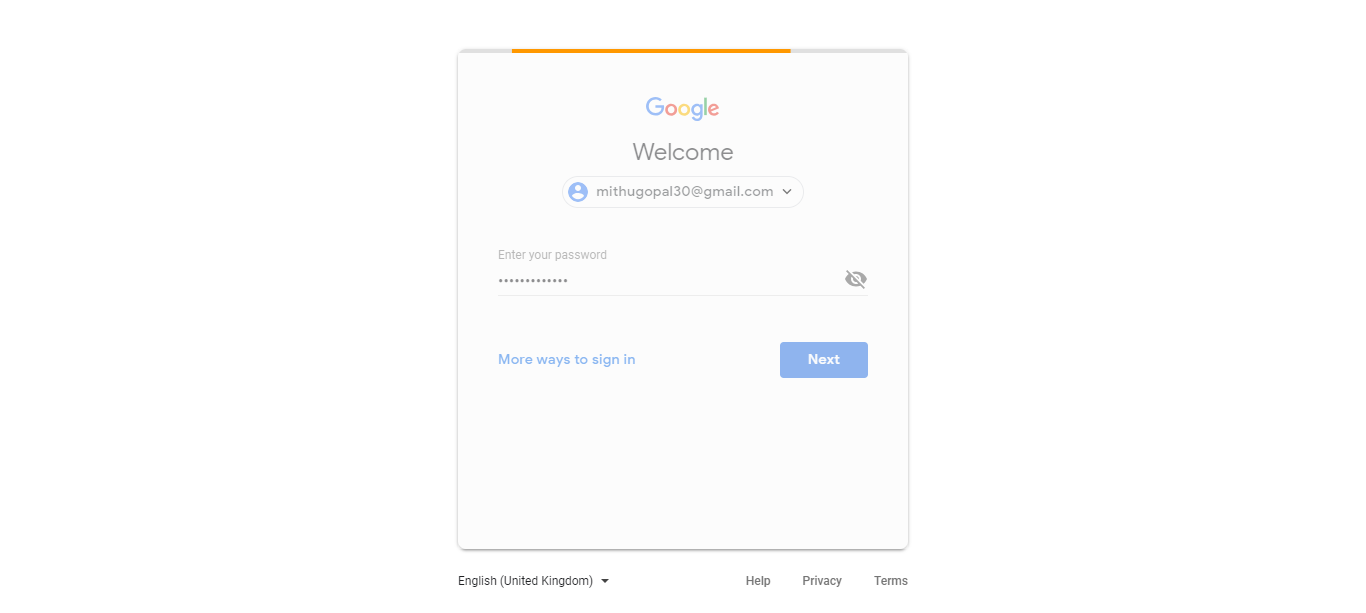 Google
Welcome
mithugopal30@gmail.com
Enter your password
•••••••••••••
More ways to sign in
Next
English (United Kingdom)
Help
Privacy
Terms